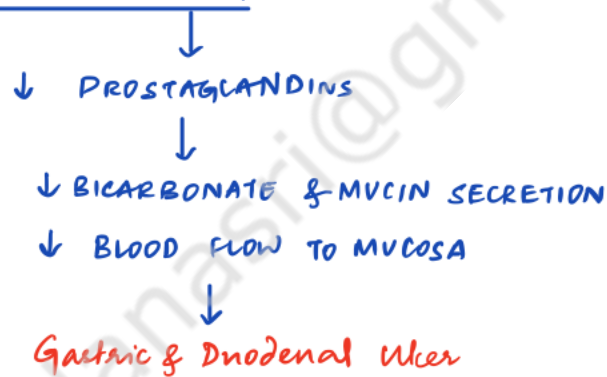 ↓ PROSTAGLANDINS
↓ BICARBONATE & MUCIN SECRETION
↓ BLOOD FLOW TO MUCOSA
Gastric & Duodenal Ulcer